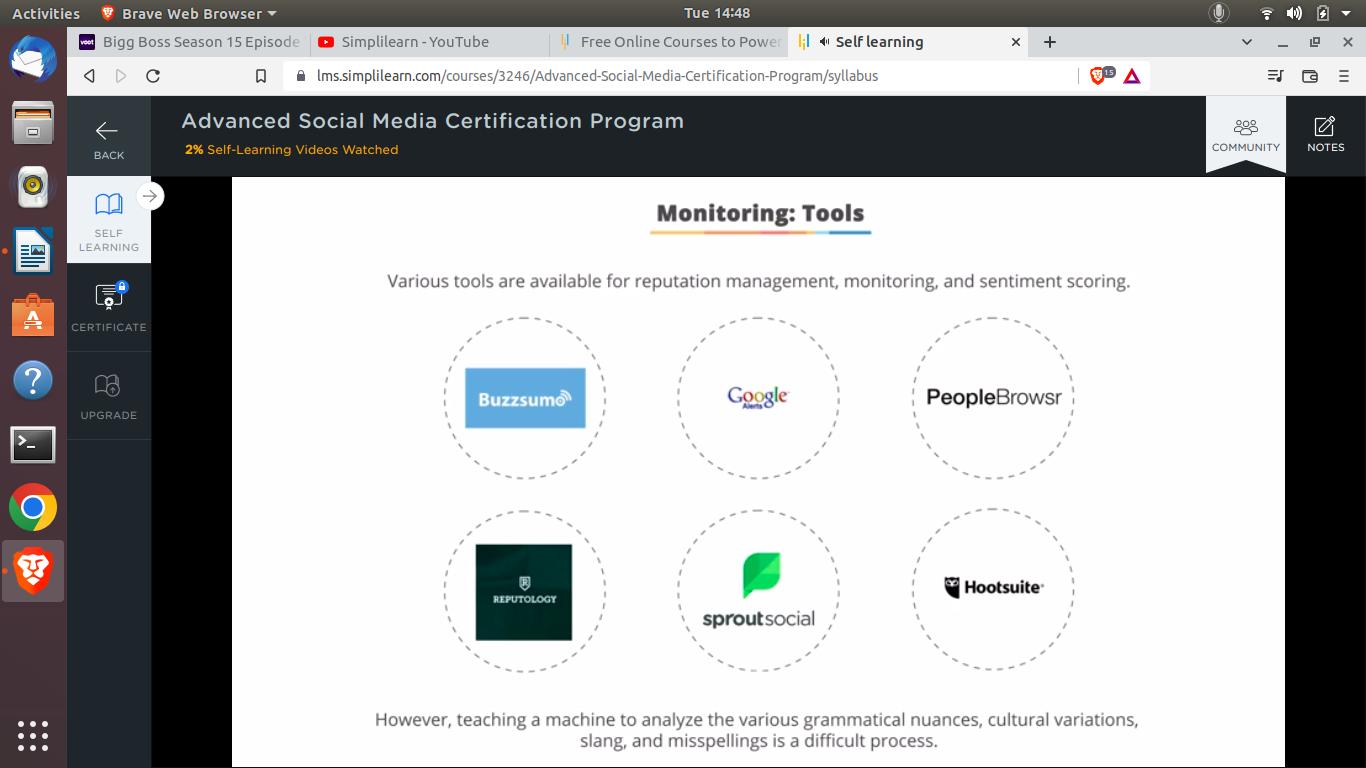 Activities
Brave Web Browser
Tue 14:48
voot
Bigg Boss Season 15 Episode
Simplilearn - YouTube
Free Online Courses to Power
Self learning
lms.simplilearn.com/courses/3246/Advanced-Social-Media-Certification-Program/syllabus
15
BACK
Advanced Social Media Certification Program
2% Self-Learning Videos Watched
COMMUNITY
NOTES
SELF
LEARNING
CERTIFICATE
UPGRADE
Monitoring: Tools
Various tools are available for reputation management, monitoring, and sentiment scoring.
Buzzsumo
Google
Alerts
PeopleBrowsr
R
REPUTOLOGY
sproutsocial
Hootsuite
However, teaching a machine to analyze the various grammatical nuances, cultural variations,
slang, and misspellings is a difficult process.